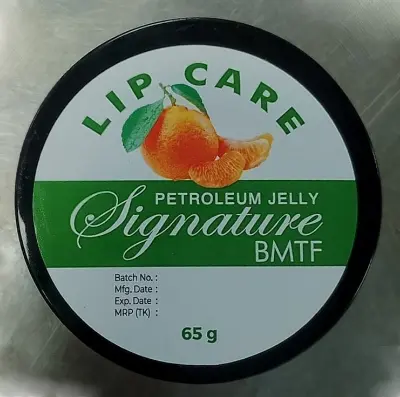 LIP CARE
PETROLEUM JELLY
Signature
BMTF
Batch No. :
Mfg. Date :
Exp. Date :
MRP (TK) :
65 g